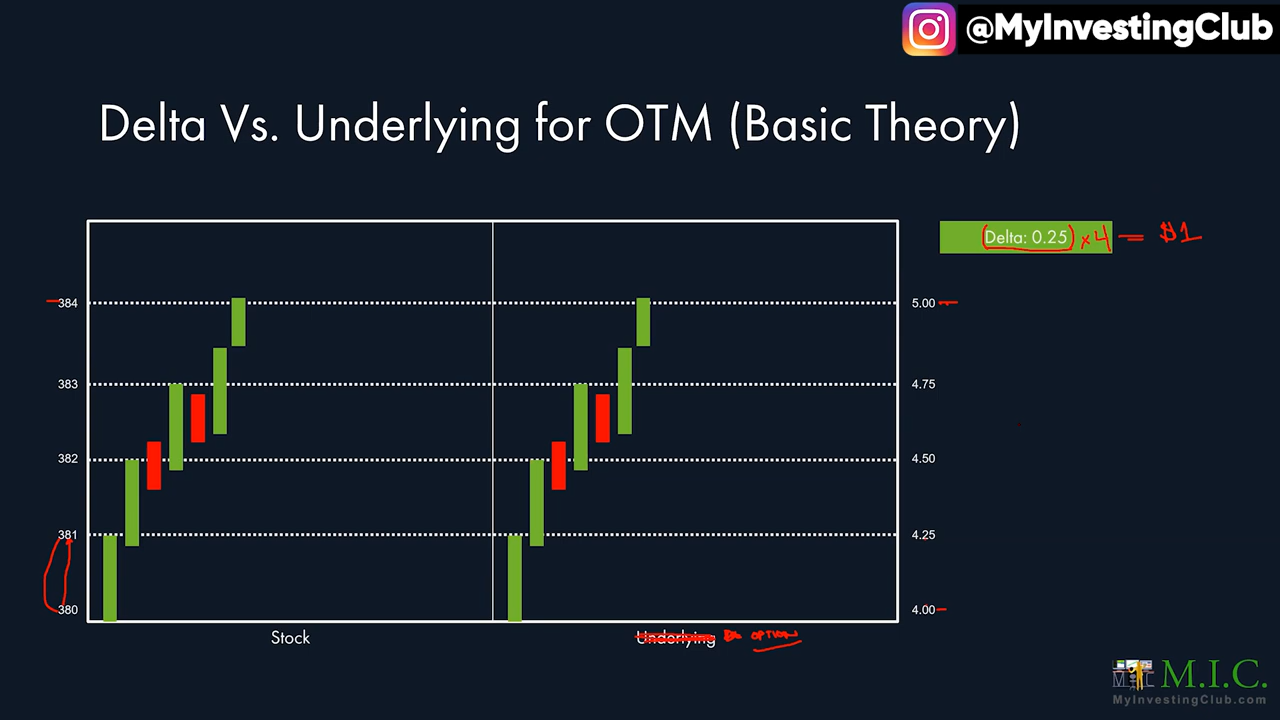 @MyInvestingClub
Delta Vs. Underlying for OTM (Basic Theory)
Delta: 0.25 x4 = $1
384
5.00
383
4.75
382
4.50
381
4.25
380
4.00
Stock
Underlying
OPTION
M.I.C.
MyInvestingClub.com